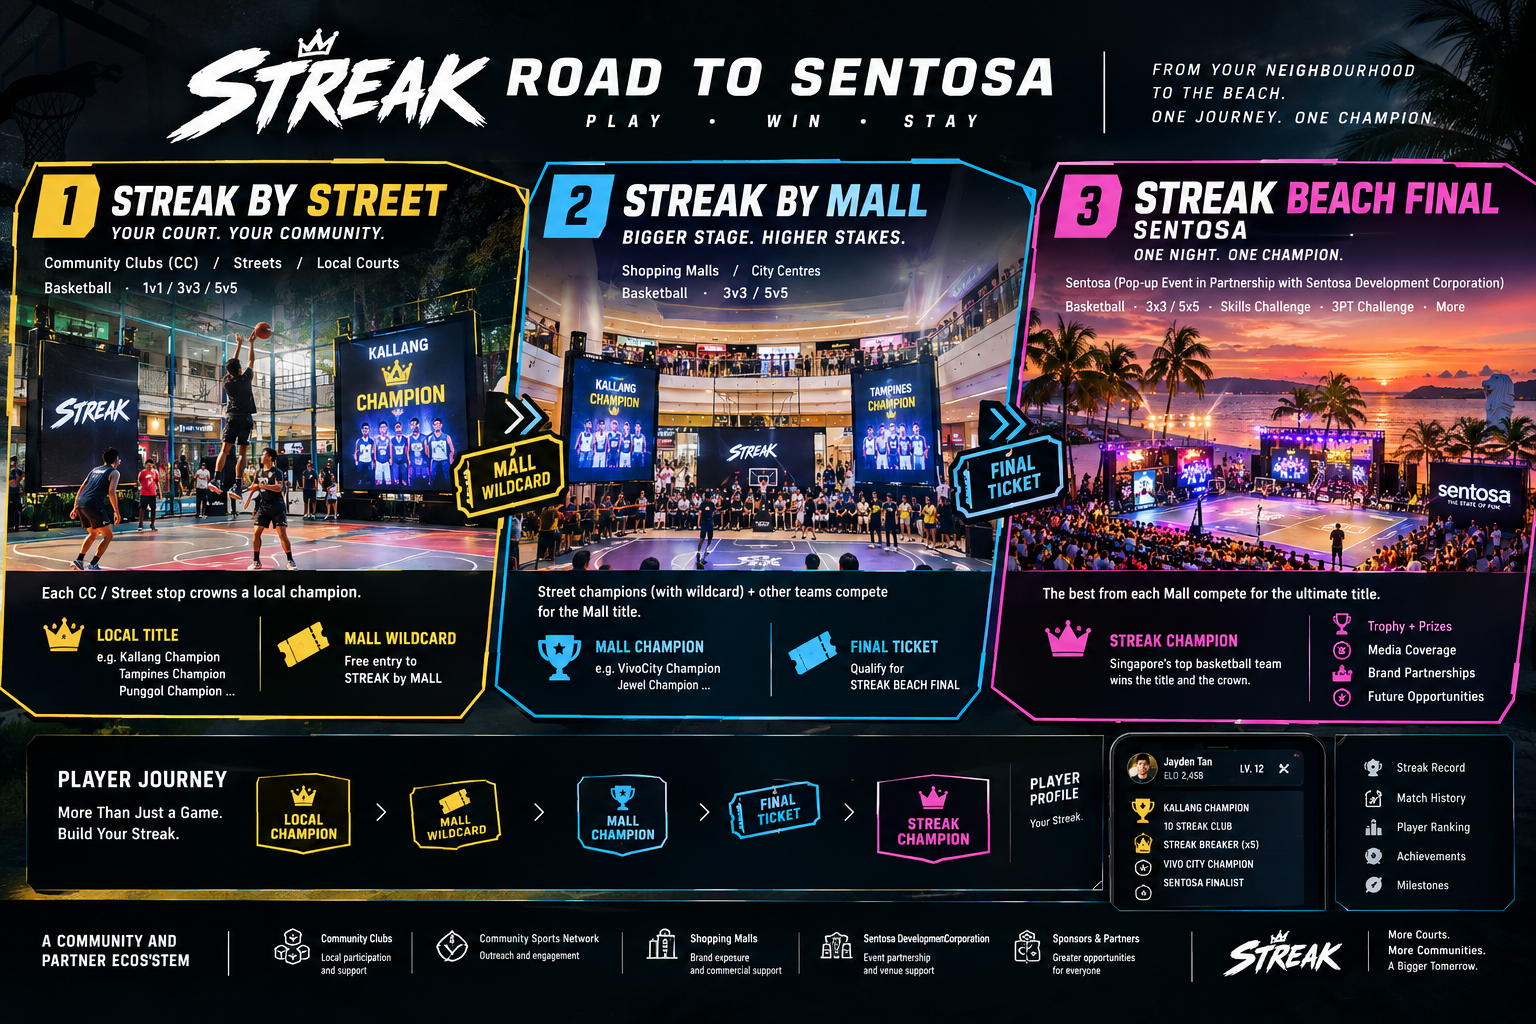 STREAK ROAD TO SENTOSA
PLAY • WIN • STAY
FROM YOUR NEIGHBOURHOOD
TO THE BEACH.
ONE JOURNEY. ONE CHAMPION.
1 STREAK BY STREET
YOUR COURT. YOUR COMMUNITY.
Community Clubs (CC) / Streets / Local Courts
Basketball · 1v1 / 3v3 / 5v5
STREAK
KALLANG
CHAMPION
MALL
WILDCARD
Each CC / Street stop crowns a local champion.
LOCAL TITLE
e.g. Kallang Champion
Tampines Champion
Punggol Champion ...
MALL WILDCARD
Free entry to
STREAK by MALL
2 STREAK BY MALL
BIGGER STAGE. HIGHER STAKES.
Shopping Malls / City Centres
Basketball · 3v3 / 5v5
KALLANG
CHAMPION
STREAK
TAMPINES
CHAMPION
FINAL
TICKET
Street champions (with wildcard) + other teams compete
for the Mall title.
MALL CHAMPION
e.g. VivoCity Champion
Jewel Champion ...
FINAL TICKET
Qualify for
STREAK BEACH FINAL
3 STREAK BEACH FINAL
SENTOSA
ONE NIGHT. ONE CHAMPION.
Sentosa (Pop-up Event in Partnership with Sentosa Development Corporation)
Basketball · 3x3 / 5x5 · Skills Challenge · 3PT Challenge · More
sentosa
THE STATE OF FUN
The best from each Mall compete for the ultimate title.
STREAK CHAMPION
Singapore's top basketball team
wins the title and the crown.
Trophy + Prizes
Media Coverage
Brand Partnerships
Future Opportunities
PLAYER JOURNEY
More Than Just a Game.
Build Your Streak.
LOCAL
CHAMPION
MALL
WILDCARD
MALL
CHAMPION
FINAL
TICKET
STREAK
CHAMPION
PLAYER
PROFILE
Your Streak.
Jayden Tan
ELO 2,458
LV. 12
KALLANG CHAMPION
10 STREAK CLUB
STREAK BREAKER (x5)
VIVO CITY CHAMPION
SENTOSA FINALIST
Streak Record
Match History
Player Ranking
Achievements
Milestones
A COMMUNITY AND
PARTNER ECOS'STEM
Community Clubs
Local participation
and support
Community Sports Network
Outreach and engagement
Shopping Malls
Brand exposure
and commercial support
Sentosa DevelopmenCorporation
Event partnership
and venue support
Sponsors & Partners
Greater opportunities
for everyone
STREAK
More Courts.
More Communities.
A Bigger Tomorrow.